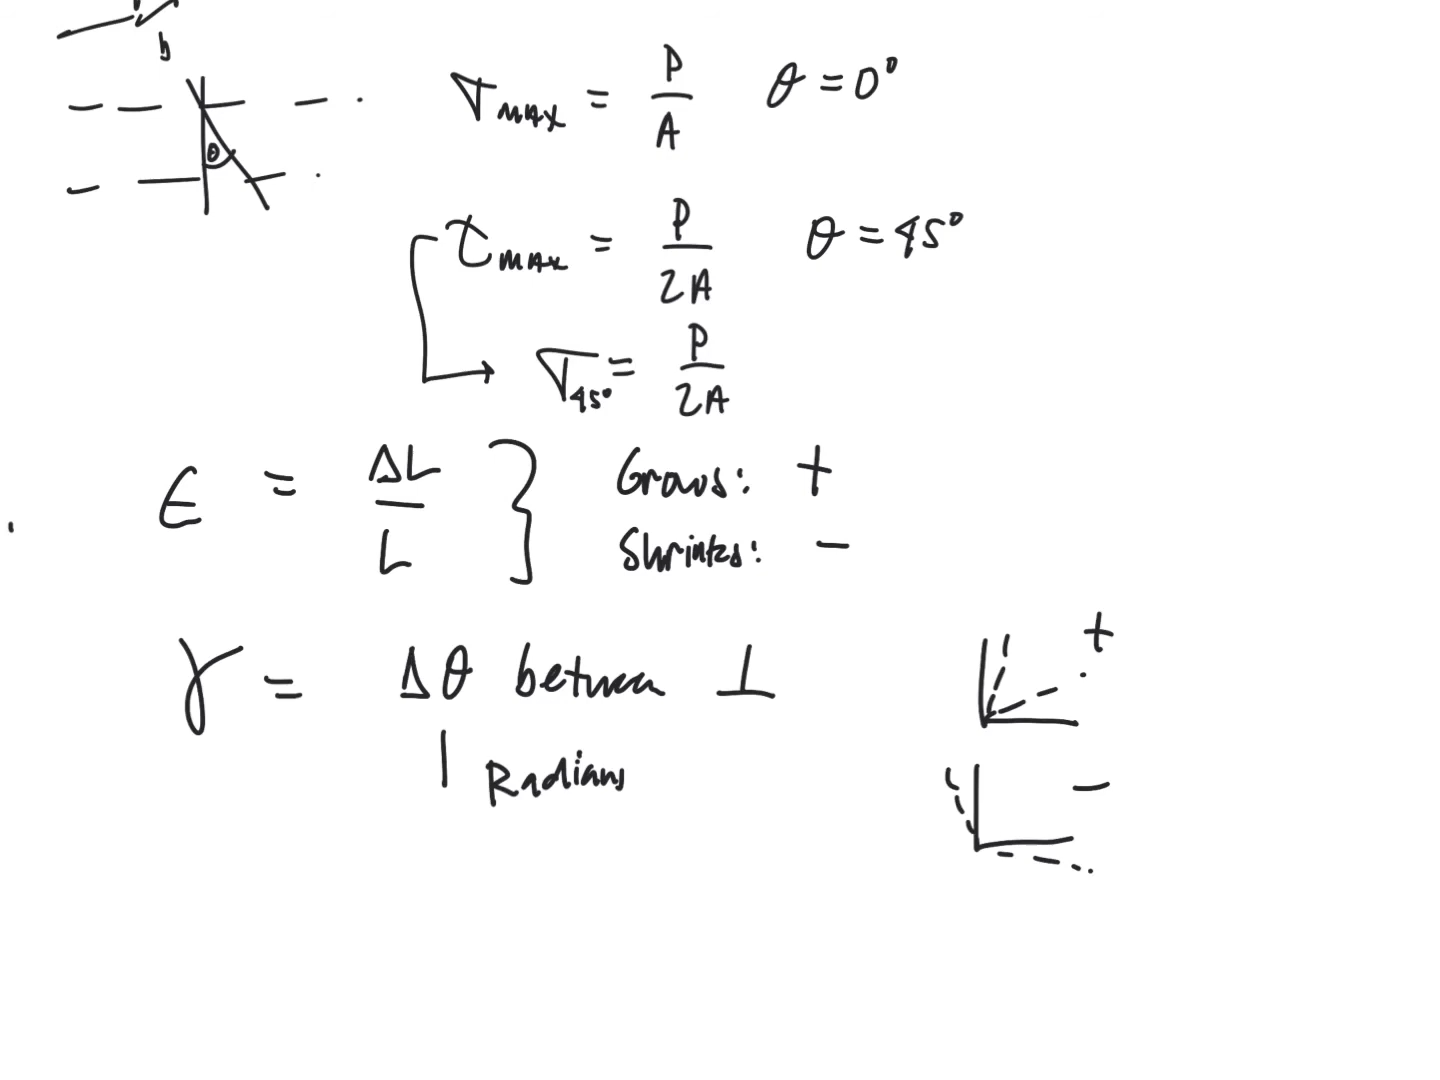 b
σmax = P/A θ = 0°
θ
τmax = P/2A θ = 45°
σ45° = P/2A
ε = ΔL/L } Grows: +
Shrinks: −
γ = Δθ between ⊥ +
Radians −